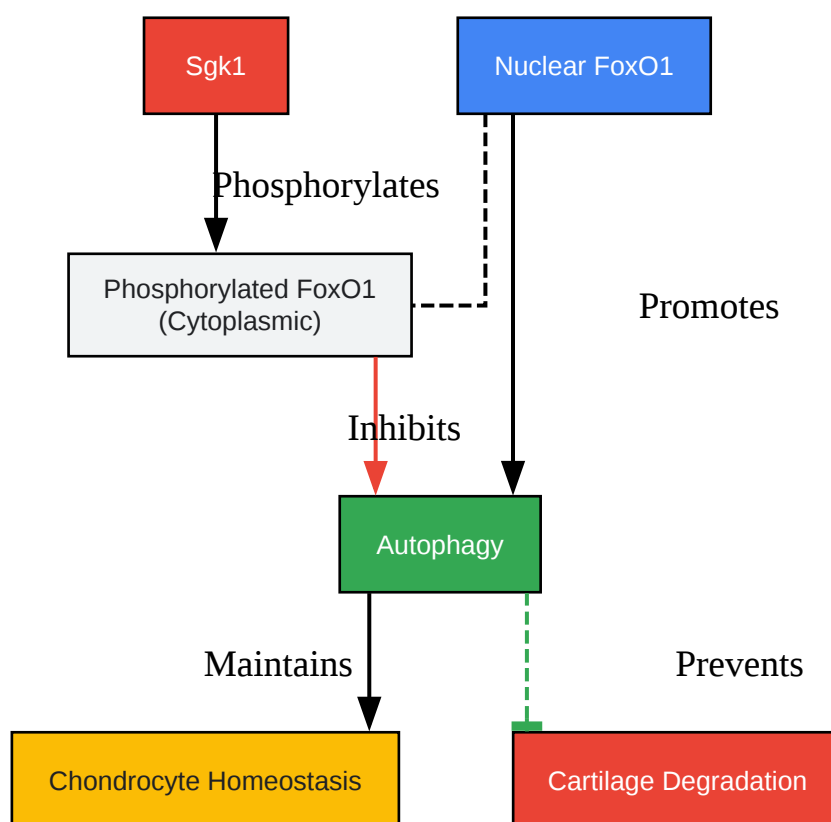 Sgk1
Nuclear FoxO1
Phosphorylates
Phosphorylated FoxO1
(Cytoplasmic)
Promotes
Inhibits
Autophagy
Maintains
Prevents
Chondrocyte Homeostasis
Cartilage Degradation